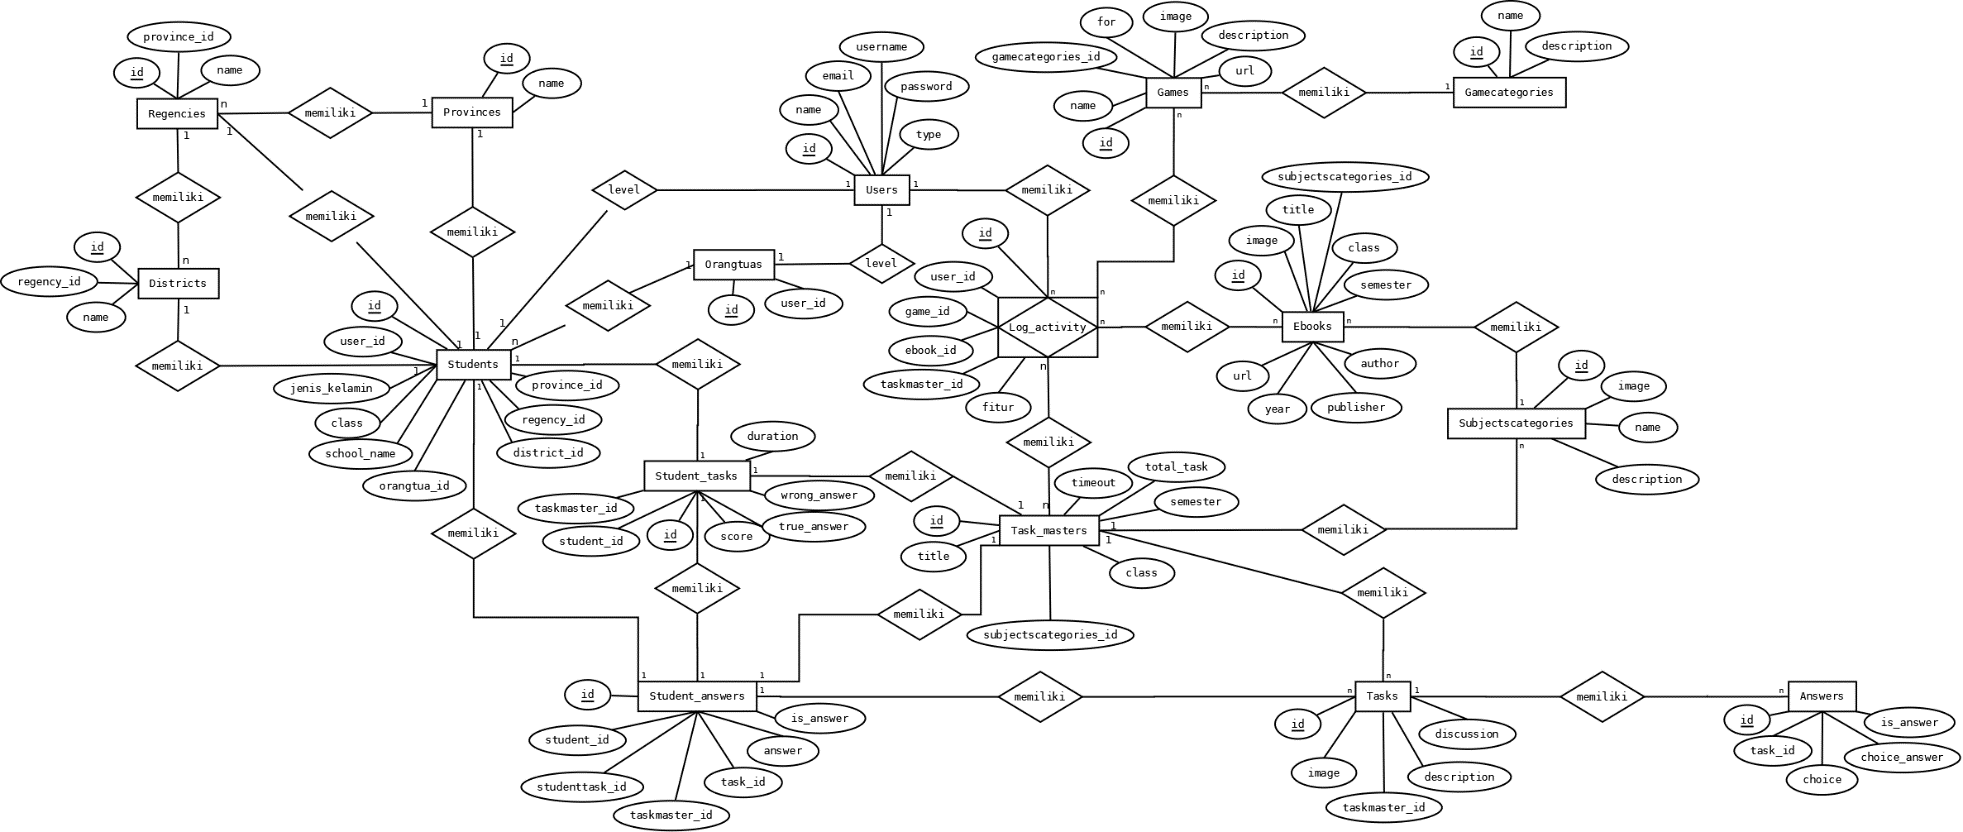 for
image
name
province_id
username
description
id
name
gamecategories_id
id
description
id
name
email
url
id
name
password
Regencies
n
memiliki
1
Provinces
name
Games
n
memiliki
1
Gamecategories
name
1
1
1
type
id
n
id
subjectscategories_id
memiliki
memiliki
level
1
Users
1
memiliki
memiliki
title
memiliki
1
id
image
class
id
n
Orangtuas
1
level
user_id
id
semester
regency_id
Districts
1
id
user_id
n
n
name
1
id
memiliki
game_id
Log_activity
n
memiliki
n
Ebooks
n
memiliki
user_id
1
1
n
ebook_id
memiliki
1
Students
1
memiliki
taskmaster_id
n
author
id
jenis_kelamin
1
1
province_id
url
image
class
regency_id
fitur
year
publisher
1
Subjectscategories
name
school_name
district_id
duration
memiliki
n
orangtua_id
1
total_task
description
Student_tasks
1
memiliki
timeout
semester
taskmaster_id
1
wrong_answer
1
n
memiliki
student_id
id
score
true_answer
id
Task_masters
1
memiliki
title
1
1
class
memiliki
memiliki
memiliki
subjectscategories_id
1
1
1
n
id
Student_answers
1
memiliki
n
Tasks
1
memiliki
n
Answers
student_id
is_answer
id
discussion
id
is_answer
answer
task_id
choice_answer
studenttask_id
task_id
image
description
choice
taskmaster_id
taskmaster_id